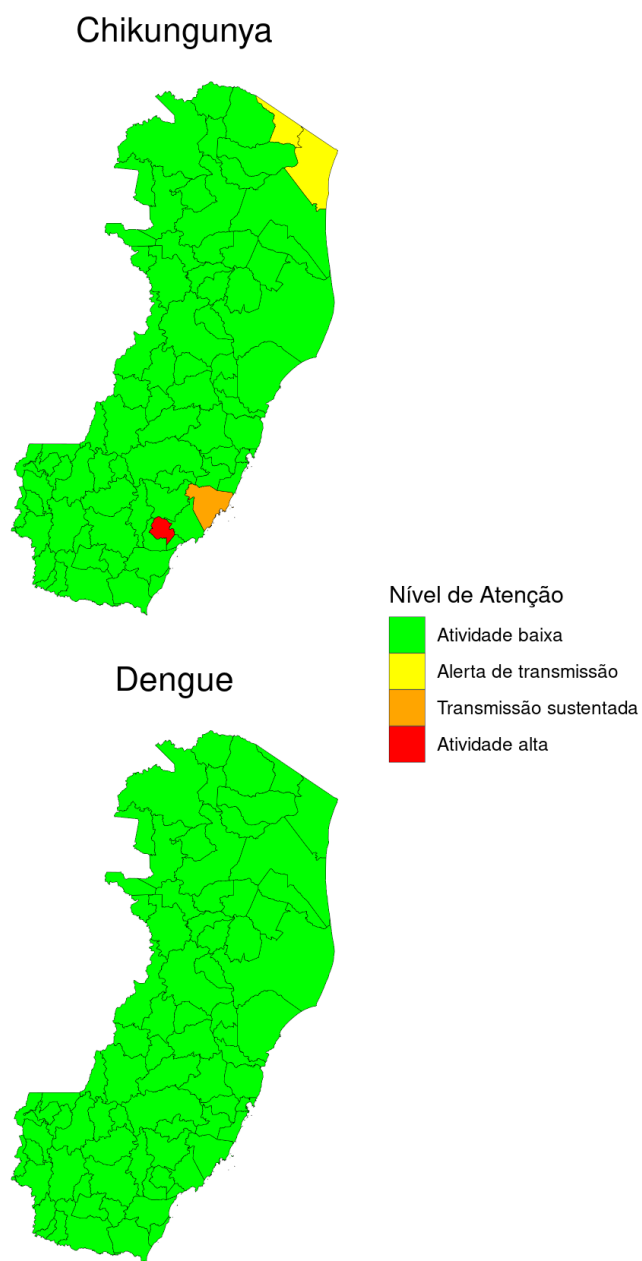 Chikungunya
Nível de Atenção
Atividade baixa
Alerta de transmissão
Transmissão sustentada
Atividade alta
Dengue